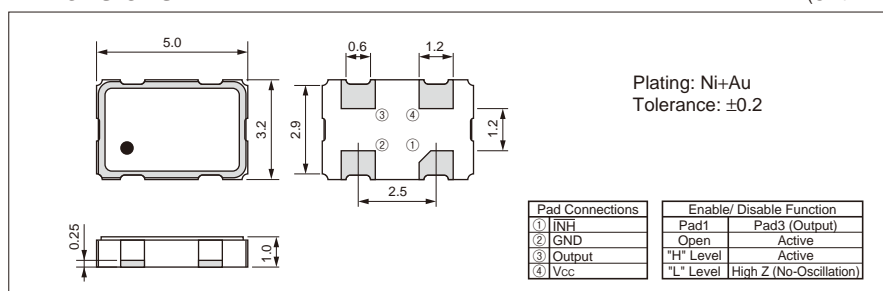 5.0
0.6
1.2
Plating: Ni+Au
Tolerance: ±0.2
3.2
2.9
③ ④
② ①
1.2
2.5
0.25
1.0
Pad Connections
① I̅N̅H̅
② GND
③ Output
④ Vcc
Enable/ Disable Function
Pad1 Pad3 (Output)
Open Active
"H" Level Active
"L" Level High Z (No-Oscillation)